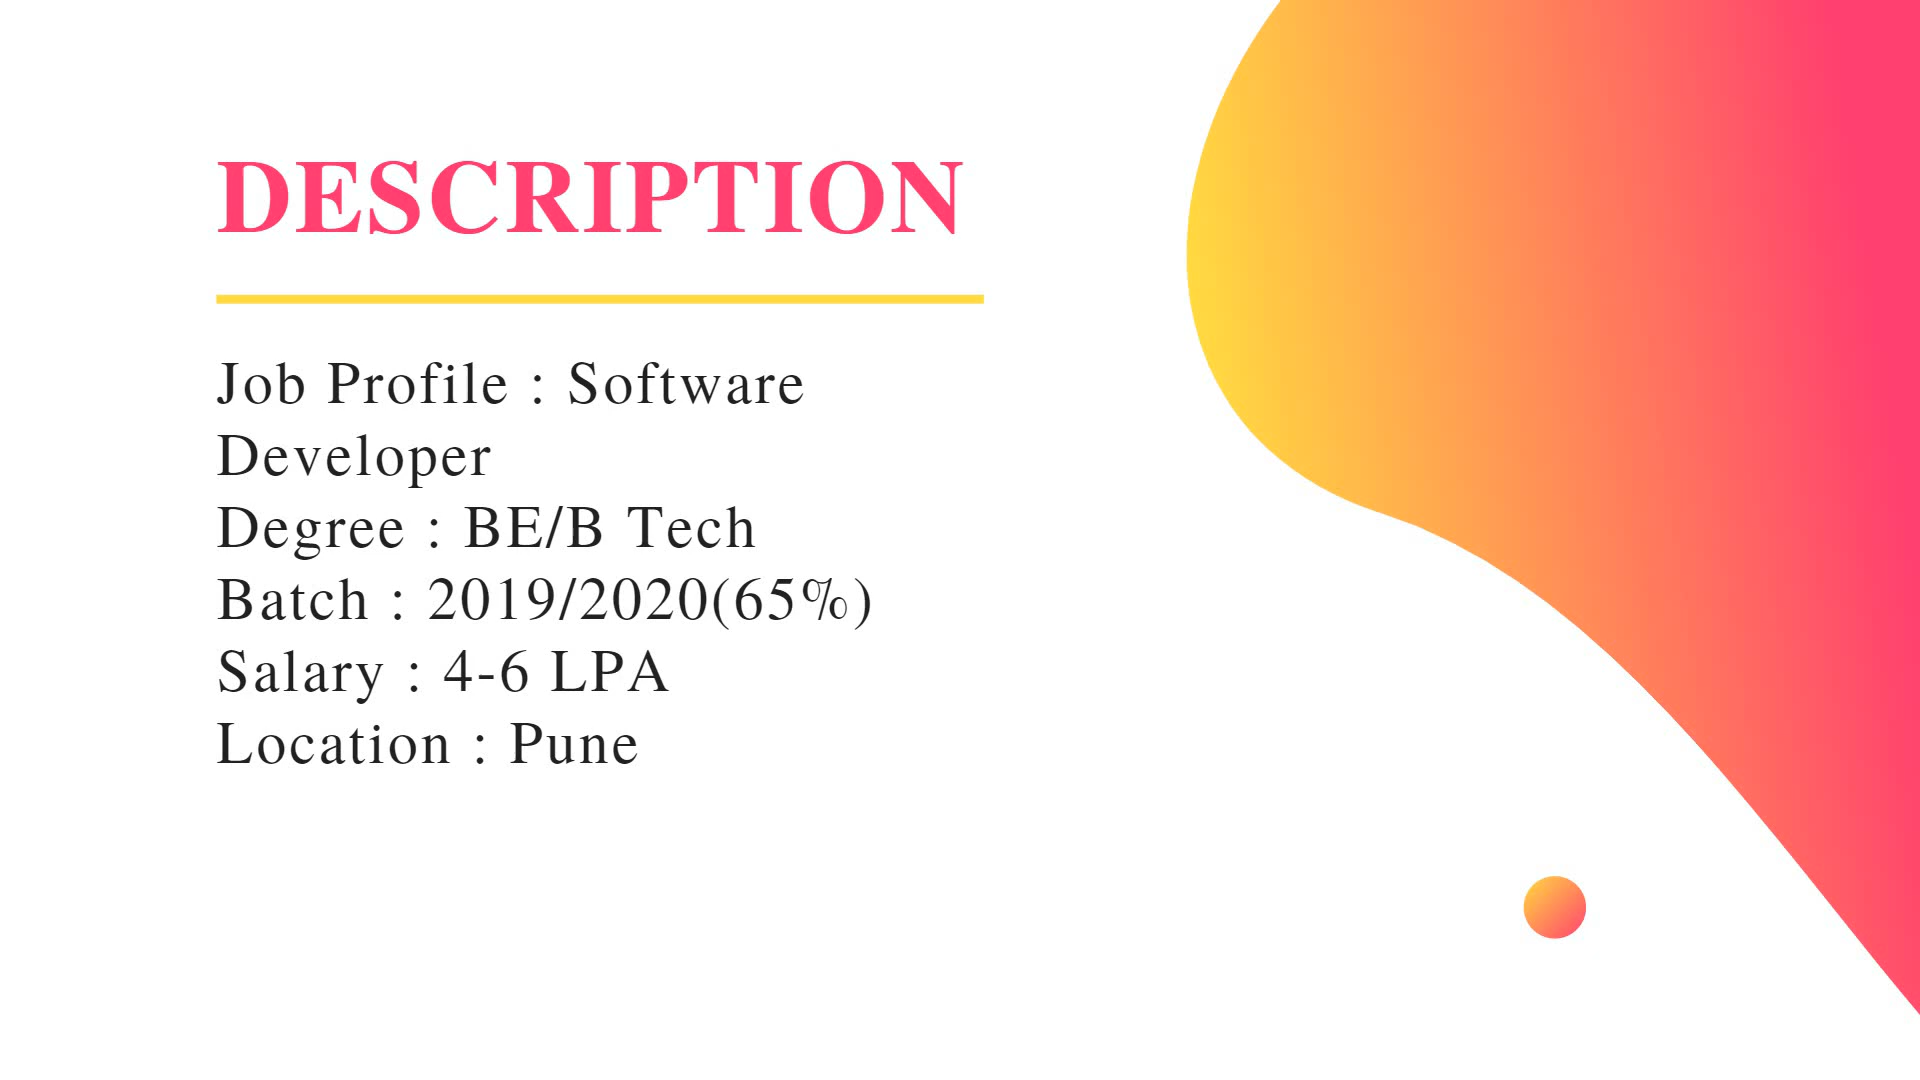 DESCRIPTION
Job Profile : Software
Developer
Degree : BE/B Tech
Batch : 2019/2020(65%)
Salary : 4-6 LPA
Location : Pune